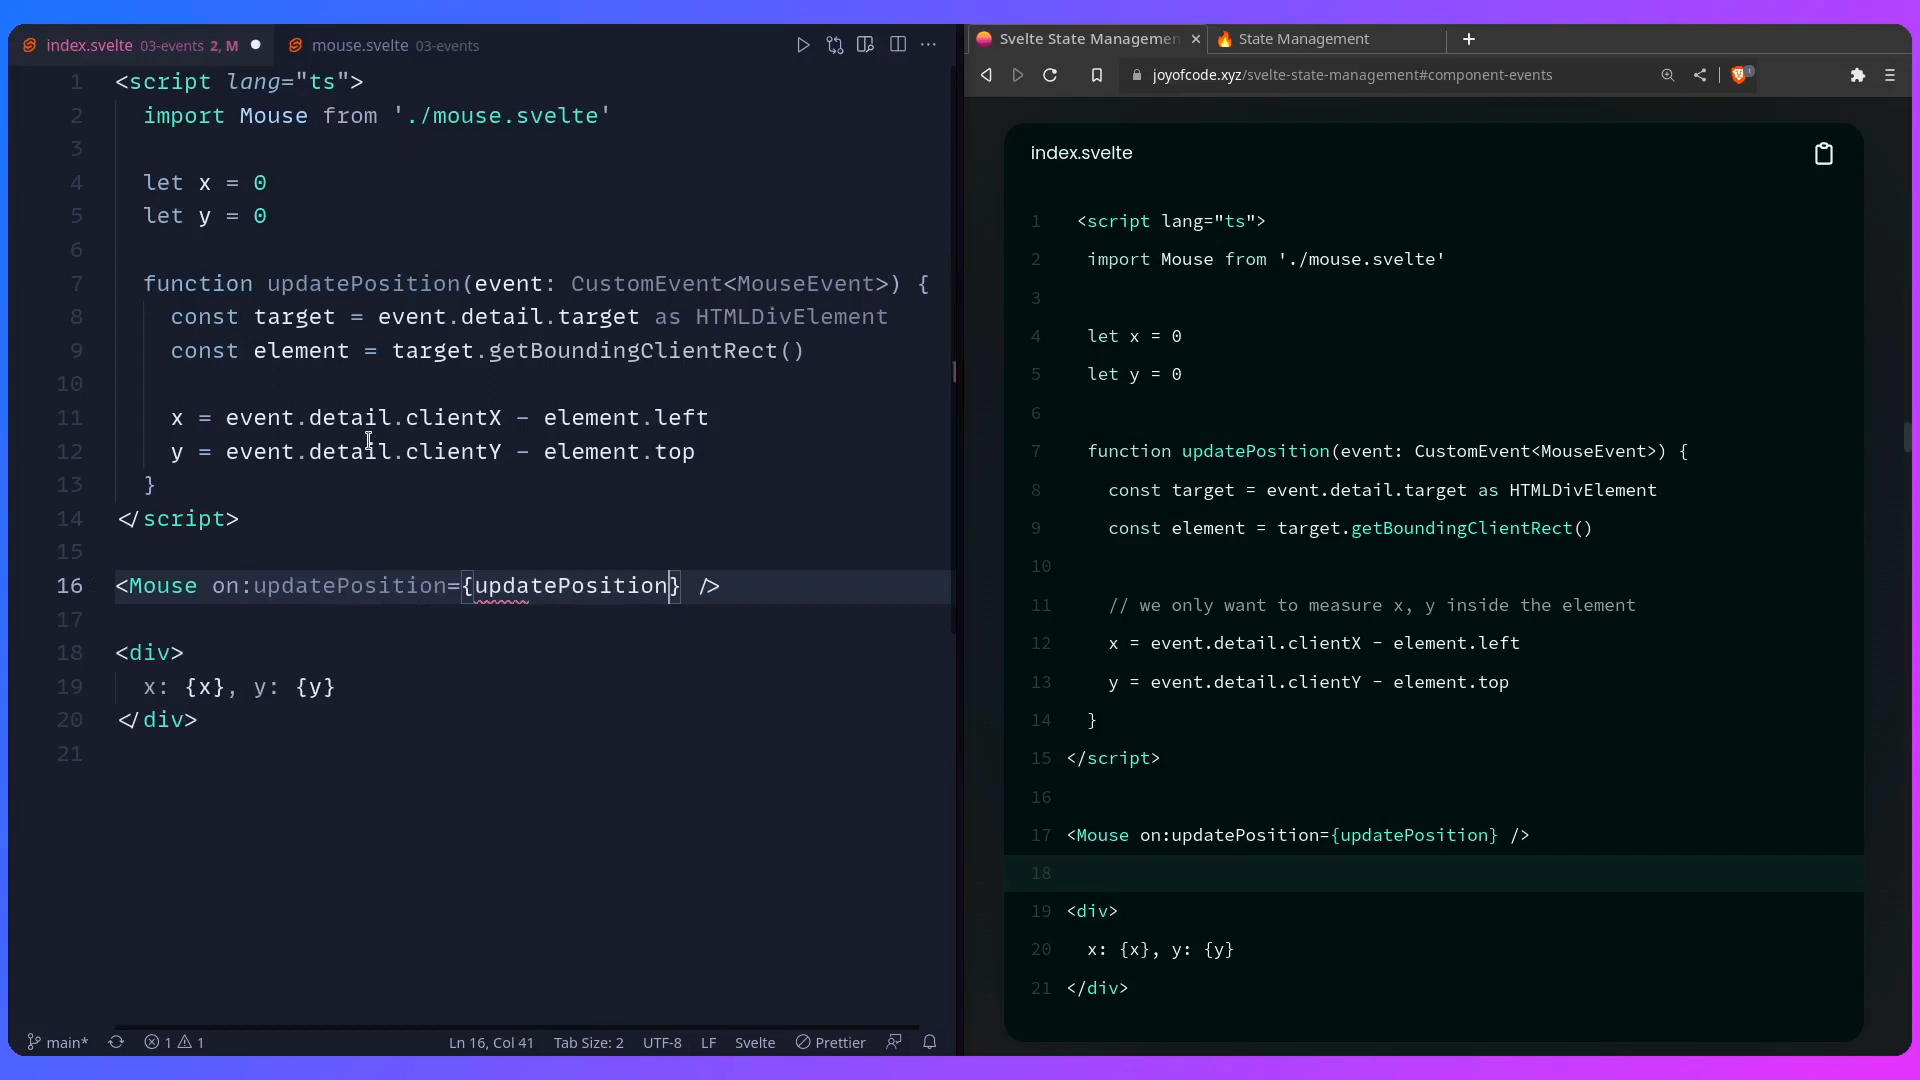 index.svelte 03-events 2, M
mouse.svelte 03-events
1 <script lang="ts">
2 import Mouse from './mouse.svelte'
3
4 let x = 0
5 let y = 0
6
7 function updatePosition(event: CustomEvent<MouseEvent>) {
8 const target = event.detail.target as HTMLDivElement
9 const element = target.getBoundingClientRect()
10
11 x = event.detail.clientX - element.left
12 y = event.detail.clientY - element.top
13 }
14 </script>
15
16 <Mouse on:updatePosition={updatePosition} />
17
18 <div>
19 x: {x}, y: {y}
20 </div>
21
main* 1 1 Ln 16, Col 41 Tab Size: 2 UTF-8 LF Svelte Prettier
Svelte State Managemen
State Management
joyofcode.xyz/svelte-state-management#component-events
1
index.svelte
1 <script lang="ts">
2 import Mouse from './mouse.svelte'
3
4 let x = 0
5 let y = 0
6
7 function updatePosition(event: CustomEvent<MouseEvent>) {
8 const target = event.detail.target as HTMLDivElement
9 const element = target.getBoundingClientRect()
10
11 // we only want to measure x, y inside the element
12 x = event.detail.clientX - element.left
13 y = event.detail.clientY - element.top
14 }
15 </script>
16
17 <Mouse on:updatePosition={updatePosition} />
18
19 <div>
20 x: {x}, y: {y}
21 </div>